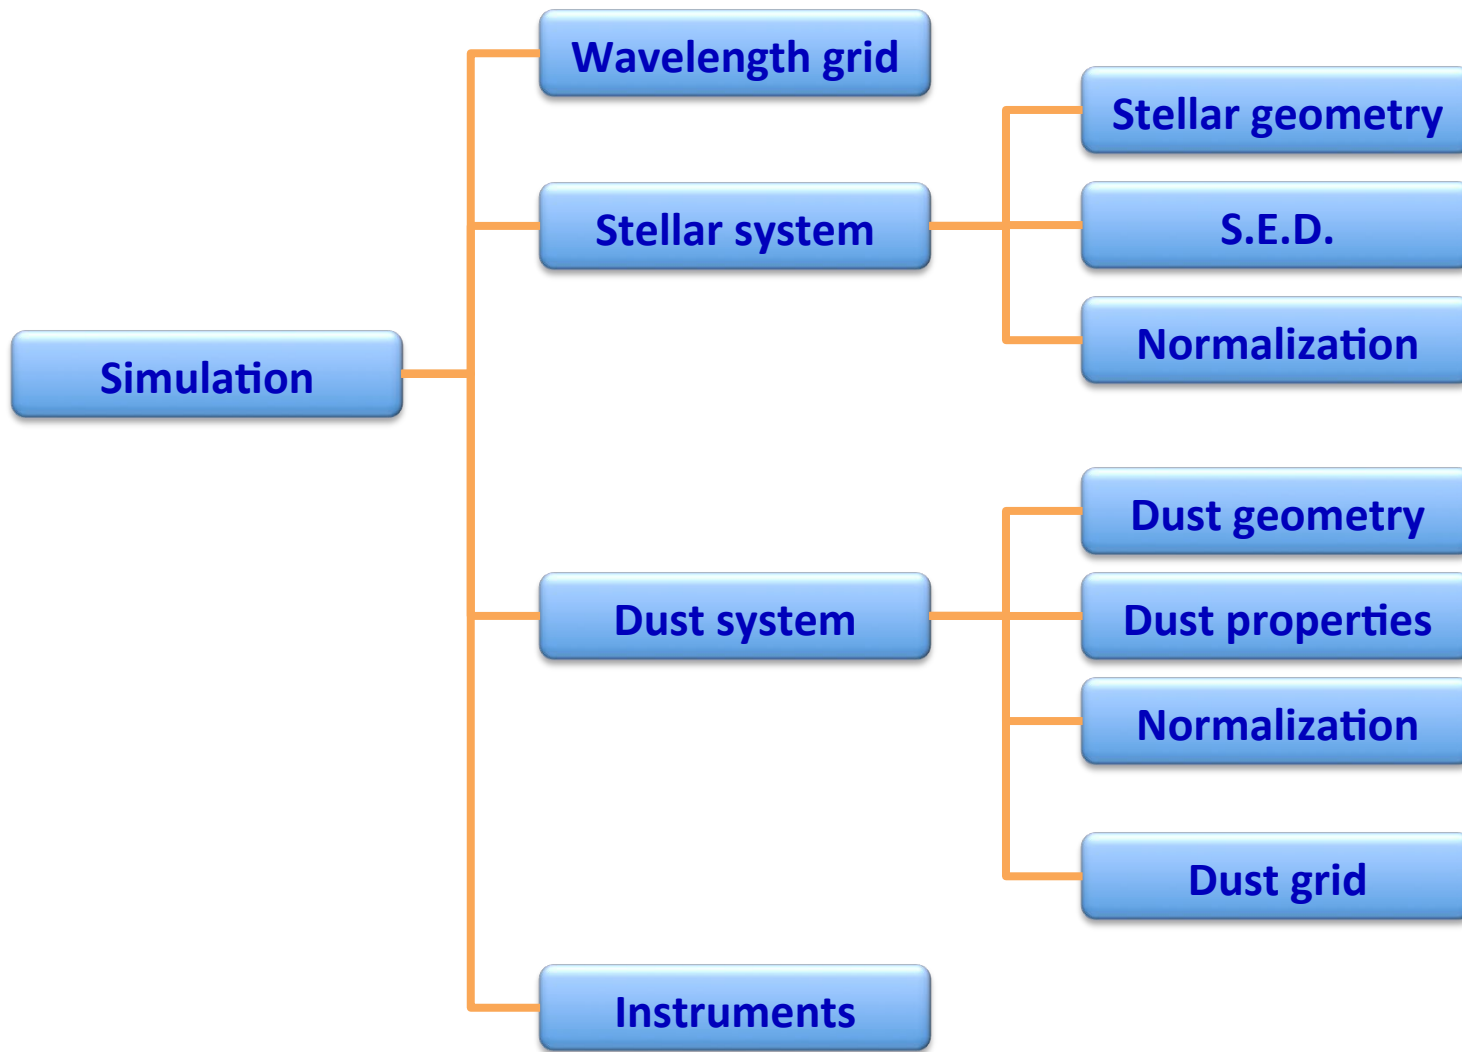 Simulation
Wavelength grid
Stellar system
Stellar geometry
S.E.D.
Normalization
Dust system
Dust geometry
Dust properties
Normalization
Dust grid
Instruments